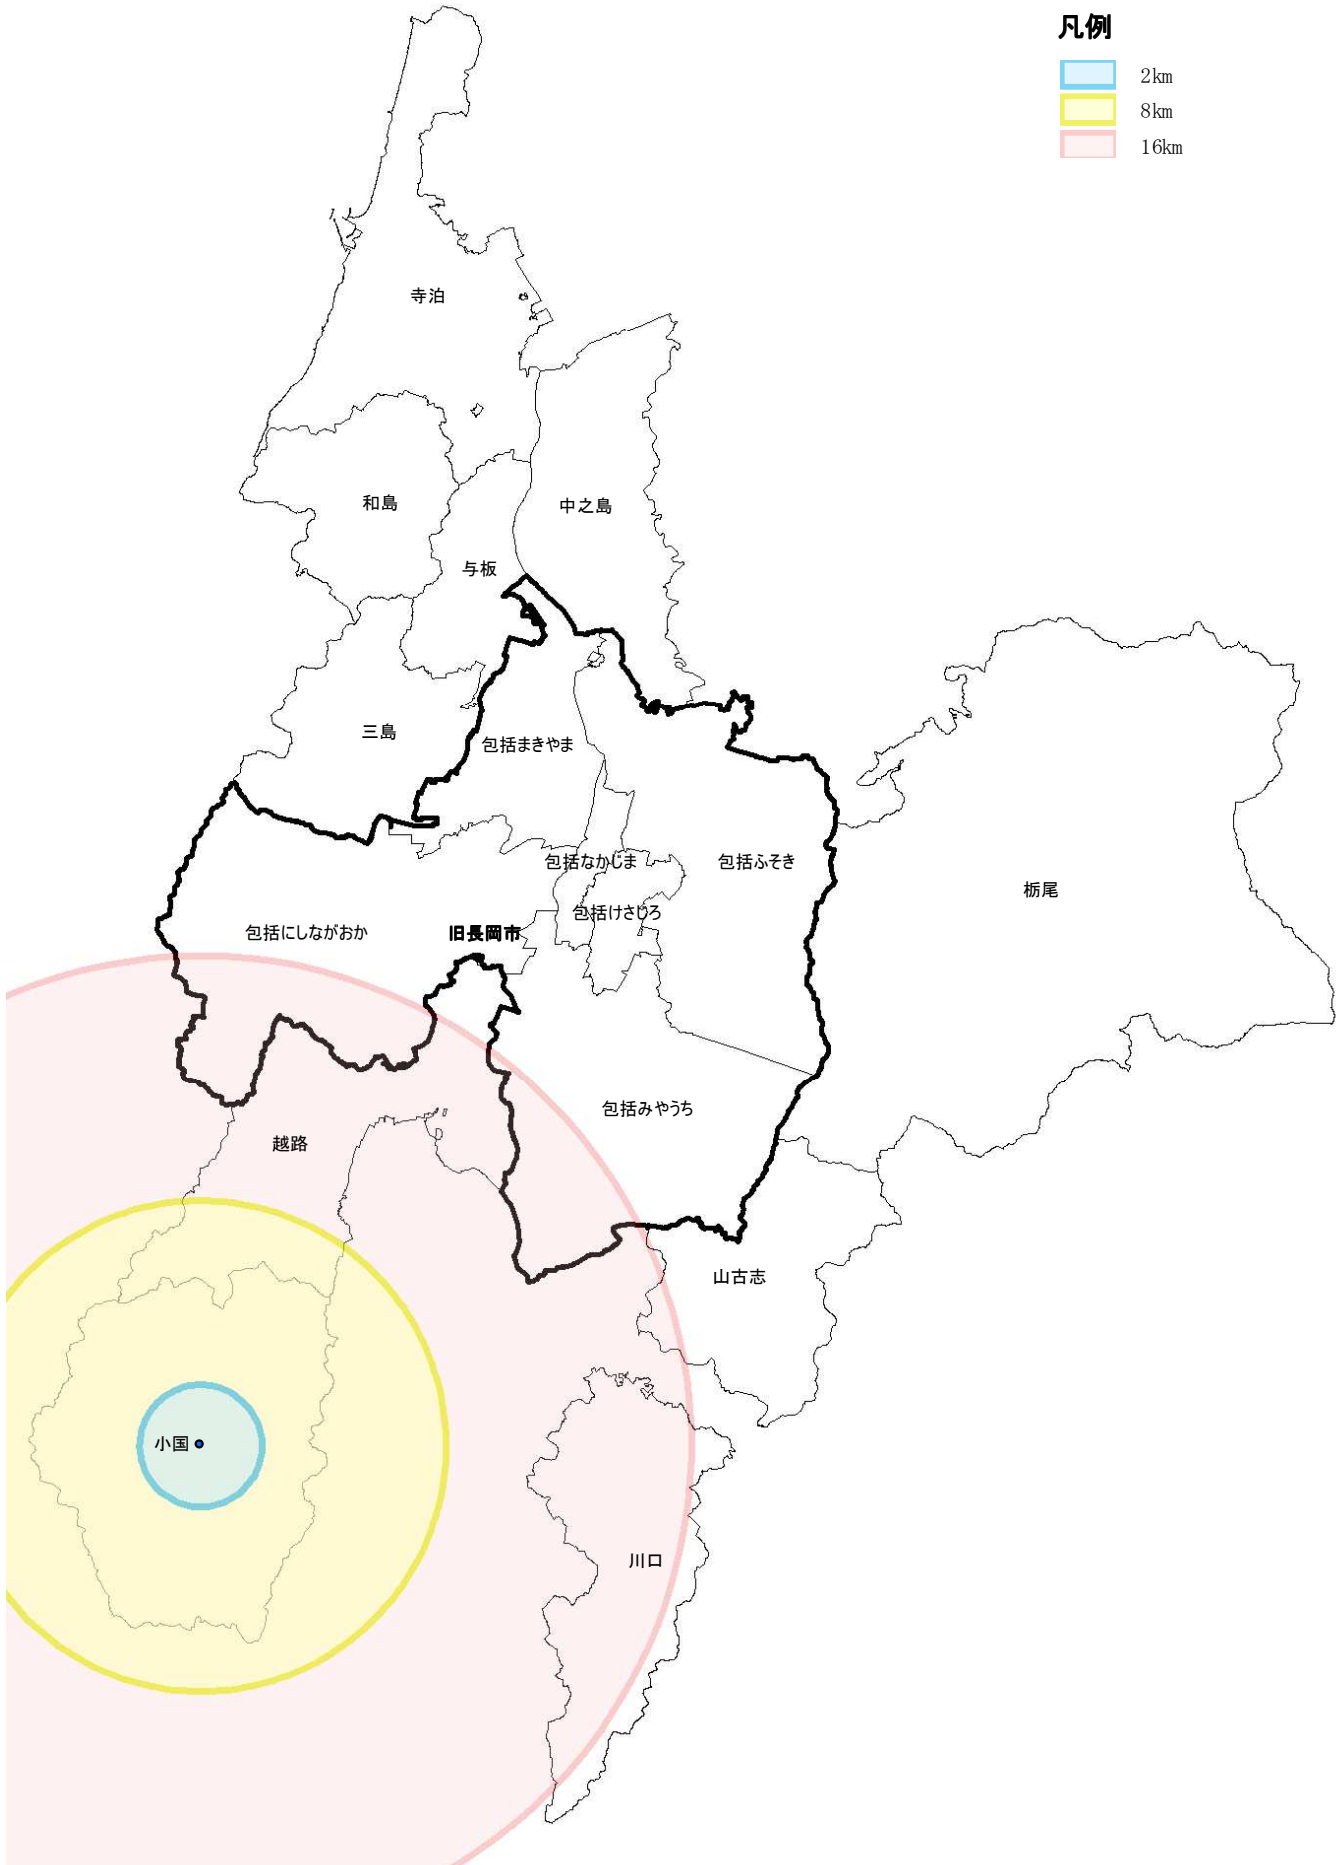 凡例
2km
8km
16km
寺泊
和島
中之島
与板
三島
包括まきやま
包括なかじま
包括ふそき
栃尾
包括けさじろ
包括にしながおか
旧長岡市
包括みやうち
越路
山古志
小国
川口